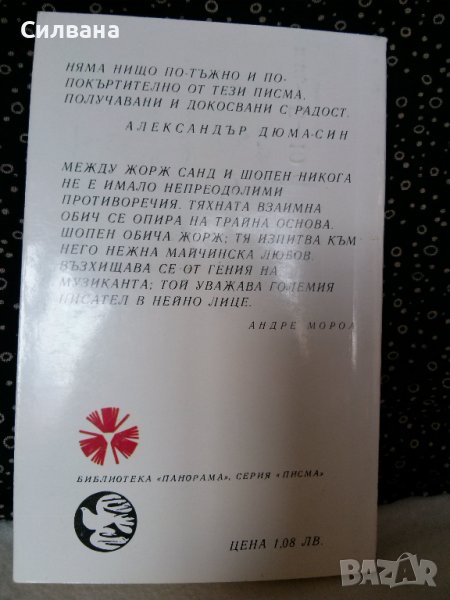 Силвана
НЯМА НИЩО ПО-ТЪЖНО И ПО-
ПОКЪРТИТЕЛНО ОТ ТЕЗИ ПИСМА,
ПОЛУЧАВАНИ И ДОКОСВАНИ С РАДОСТ.
АЛЕКСАНДЪР ДЮМА-СИН
МЕЖДУ ЖОРЖ САНД И ШОПЕН НИКОГА
НЕ Е ИМАЛО НЕПРЕОДОЛИМИ
ПРОТИВОРЕЧИЯ. ТЯХНАТА ВЗАИМНА
ОБИЧ СЕ ОПИРА НА ТРАЙНА ОСНОВА.
ШОПЕН ОБИЧА ЖОРЖ; ТЯ ИЗПИТВА КЪМ
НЕГО НЕЖНА МАЙЧИНСКА ЛЮБОВ.
ВЪЗХИЩАВА СЕ ОТ ГЕНИЯ НА
МУЗИКАНТА; ТОЙ УВАЖАВА ГОЛЕМИЯ
ПИСАТЕЛ В НЕЙНО ЛИЦЕ.
АНДРЕ МОРОА
БИБЛИОТЕКА «ПАНОРАМА», СЕРИЯ «ПИСМА»
ЦЕНА 1,08 ЛВ.
BAZAR